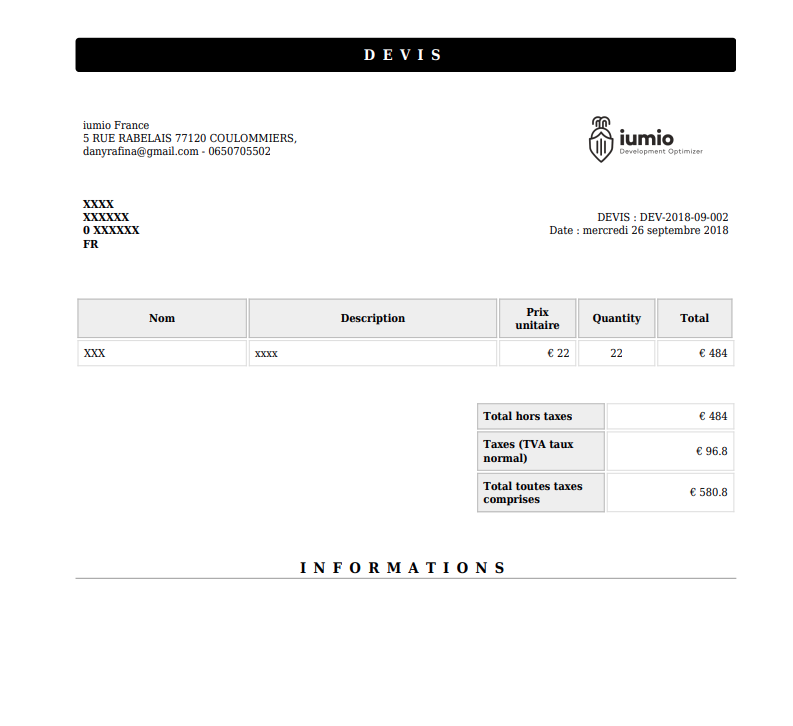 DEVIS
iumio France
5 RUE RABELAIS 77120 COULOMMIERS,
danyrafina@gmail.com - 0650705502
iumio
Development Optimizer
XXXX
XXXXXX
0 XXXXXX
FR
DEVIS : DEV-2018-09-002
Date : mercredi 26 septembre 2018
Nom Description Prix unitaire Quantity Total
XXX xxxx € 22 22 € 484
Total hors taxes € 484
Taxes (TVA taux normal) € 96.8
Total toutes taxes comprises € 580.8
INFORMATIONS